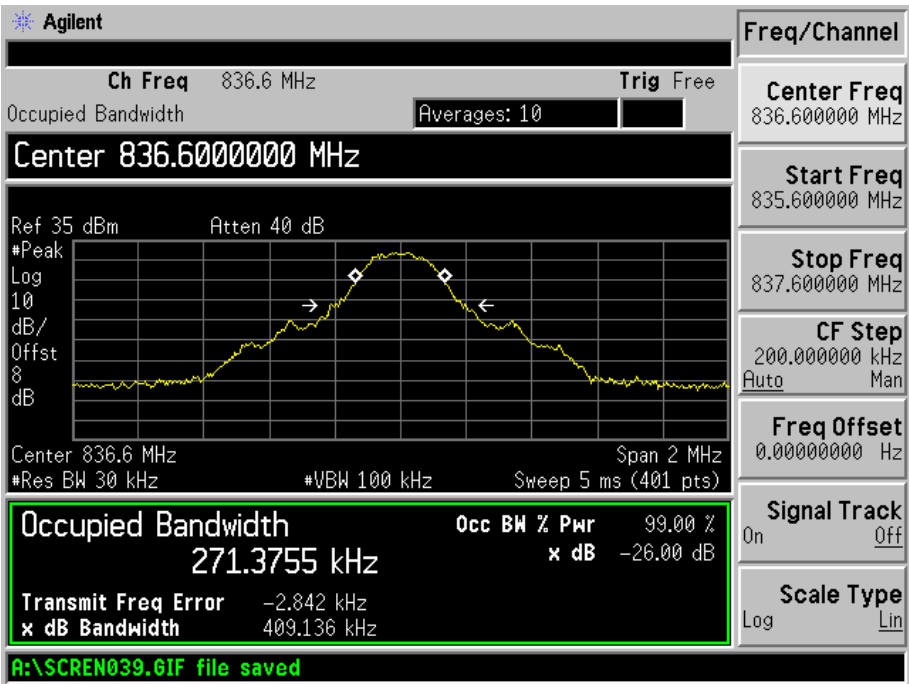 Agilent
Freq/Channel
Ch Freq 836.6 MHz Trig Free
Occupied Bandwidth Averages: 10
Center 836.6000000 MHz
Ref 35 dBm Atten 40 dB
#Peak
Log
10
dB/
Offst
8
dB
Center 836.6 MHz Span 2 MHz
#Res BW 30 kHz #VBW 100 kHz Sweep 5 ms (401 pts)
Occupied Bandwidth Occ BW % Pwr 99.00 %
271.3755 kHz x dB -26.00 dB
Transmit Freq Error -2.842 kHz
x dB Bandwidth 409.136 kHz
A:\SCREN039.GIF file saved
Center Freq
836.600000 MHz
Start Freq
835.600000 MHz
Stop Freq
837.600000 MHz
CF Step
200.000000 kHz
Auto Man
Freq Offset
0.00000000 Hz
Signal Track
On Off
Scale Type
Log Lin